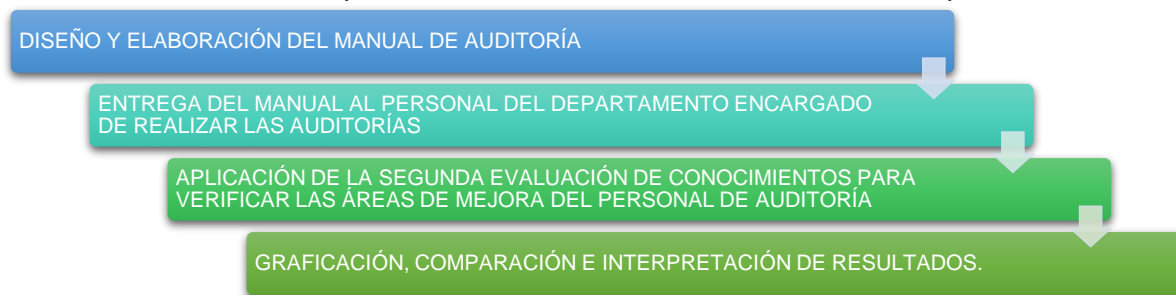 DISEÑO Y ELABORACIÓN DEL MANUAL DE AUDITORÍA
ENTREGA DEL MANUAL AL PERSONAL DEL DEPARTAMENTO ENCARGADO
DE REALIZAR LAS AUDITORÍAS
APLICACIÓN DE LA SEGUNDA EVALUACIÓN DE CONOCIMIENTOS PARA
VERIFICAR LAS ÁREAS DE MEJORA DEL PERSONAL DE AUDITORÍA
GRAFICACIÓN, COMPARACIÓN E INTERPRETACIÓN DE RESULTADOS.